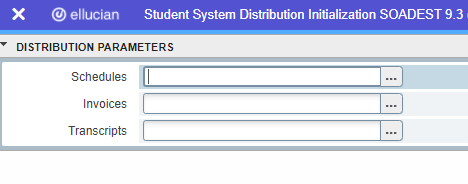 ellucian Student System Distribution Initialization SOADEST 9.3
DISTRIBUTION PARAMETERS
Schedules ...
Invoices ...
Transcripts ...